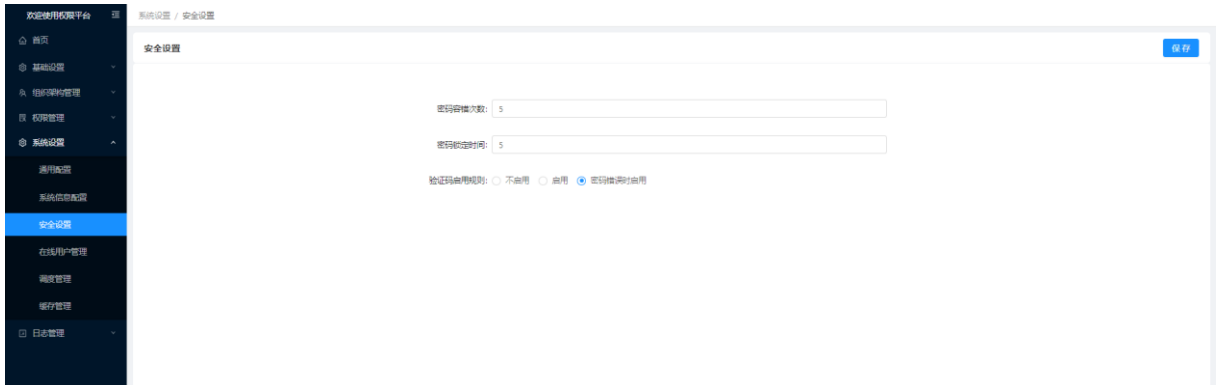 欢迎使用权限平台
系统设置 / 安全设置
首页
安全设置
保存
基础设置
组织架构管理
权限管理
系统设置
通用配置
系统信息配置
安全设置
在线用户管理
调度管理
缓存管理
日志管理
密码容错次数: 5
密码锁定时间: 5
验证码启用规则: 不启用 启用 密码错误时启用